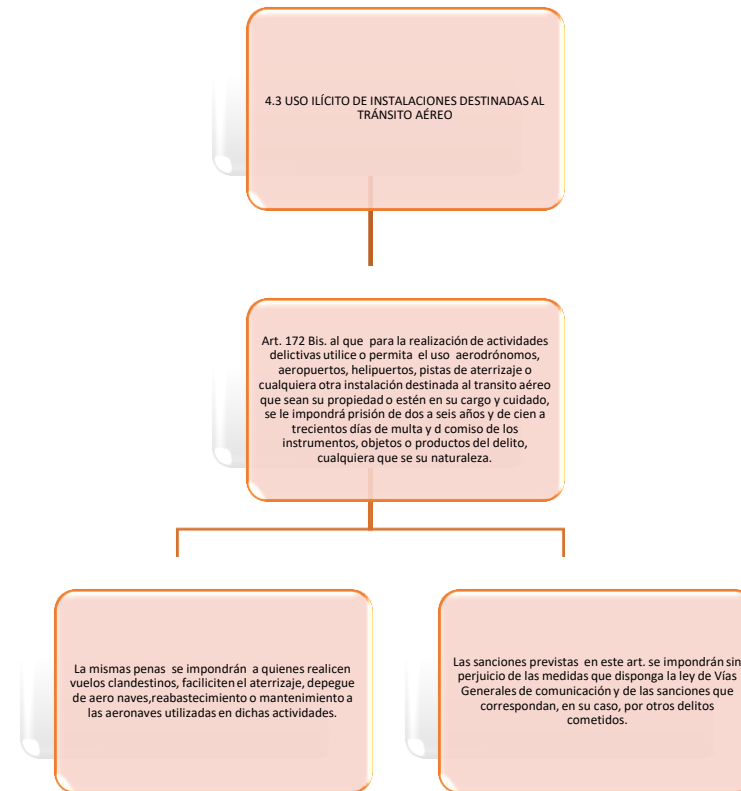 4.3 USO ILÍCITO DE INSTALACIONES DESTINADAS AL
TRÁNSITO AÉREO
Art. 172 Bis. al que para la realización de actividades
delictivas utilice o permita el uso aerodrónomos,
aeropuertos, helipuertos, pistas de aterrizaje o
cualquiera otra instalación destinada al transito aéreo
que sean su propiedad o estén en su cargo y cuidado,
se le impondrá prisión de dos a seis años y de cien a
trecientos días de multa y d comiso de los
instrumentos, objetos o productos del delito,
cualquiera que se su naturaleza.
La mismas penas se impondrán a quienes realicen
vuelos clandestinos, faciliciten el aterrizaje, depegue
de aero naves,reabastecimiento o mantenimiento a
las aeronaves utilizadas en dichas actividades.
Las sanciones previstas en este art. se impondrán sin
perjuicio de las medidas que disponga la ley de Vías
Generales de comunicación y de las sanciones que
correspondan, en su caso, por otros delitos
cometidos.